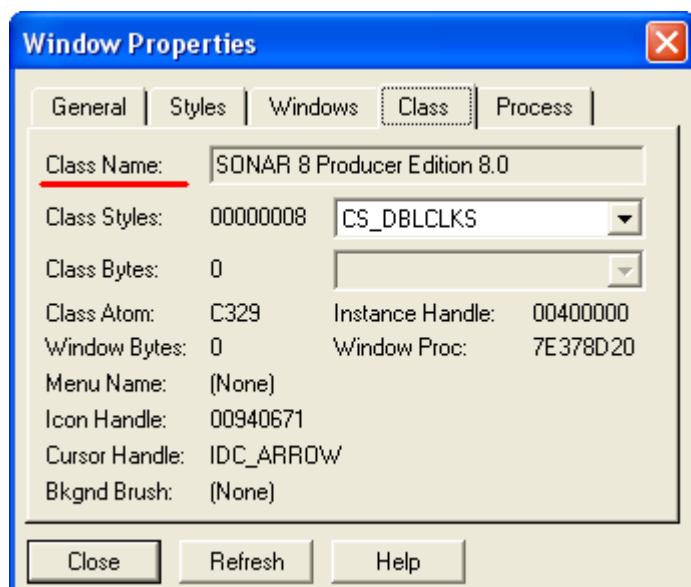 Window Properties
General Styles Windows Class Process
Class Name: SONAR 8 Producer Edition 8.0
Class Styles: 00000008 CS_DBLCLKS
Class Bytes: 0
Class Atom: C329 Instance Handle: 00400000
Window Bytes: 0 Window Proc: 7E378D20
Menu Name: (None)
Icon Handle: 00940671
Cursor Handle: IDC_ARROW
Bkgnd Brush: (None)
Close Refresh Help